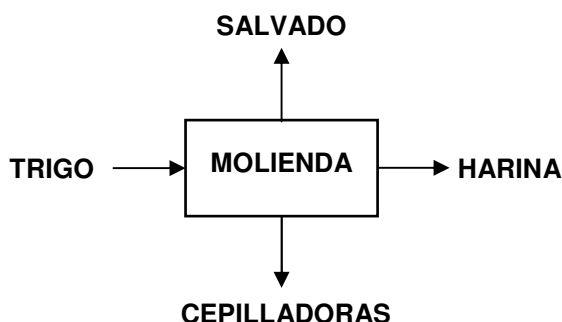 SALVADO
TRIGO
MOLIENDA
HARINA
CEPILLADORAS